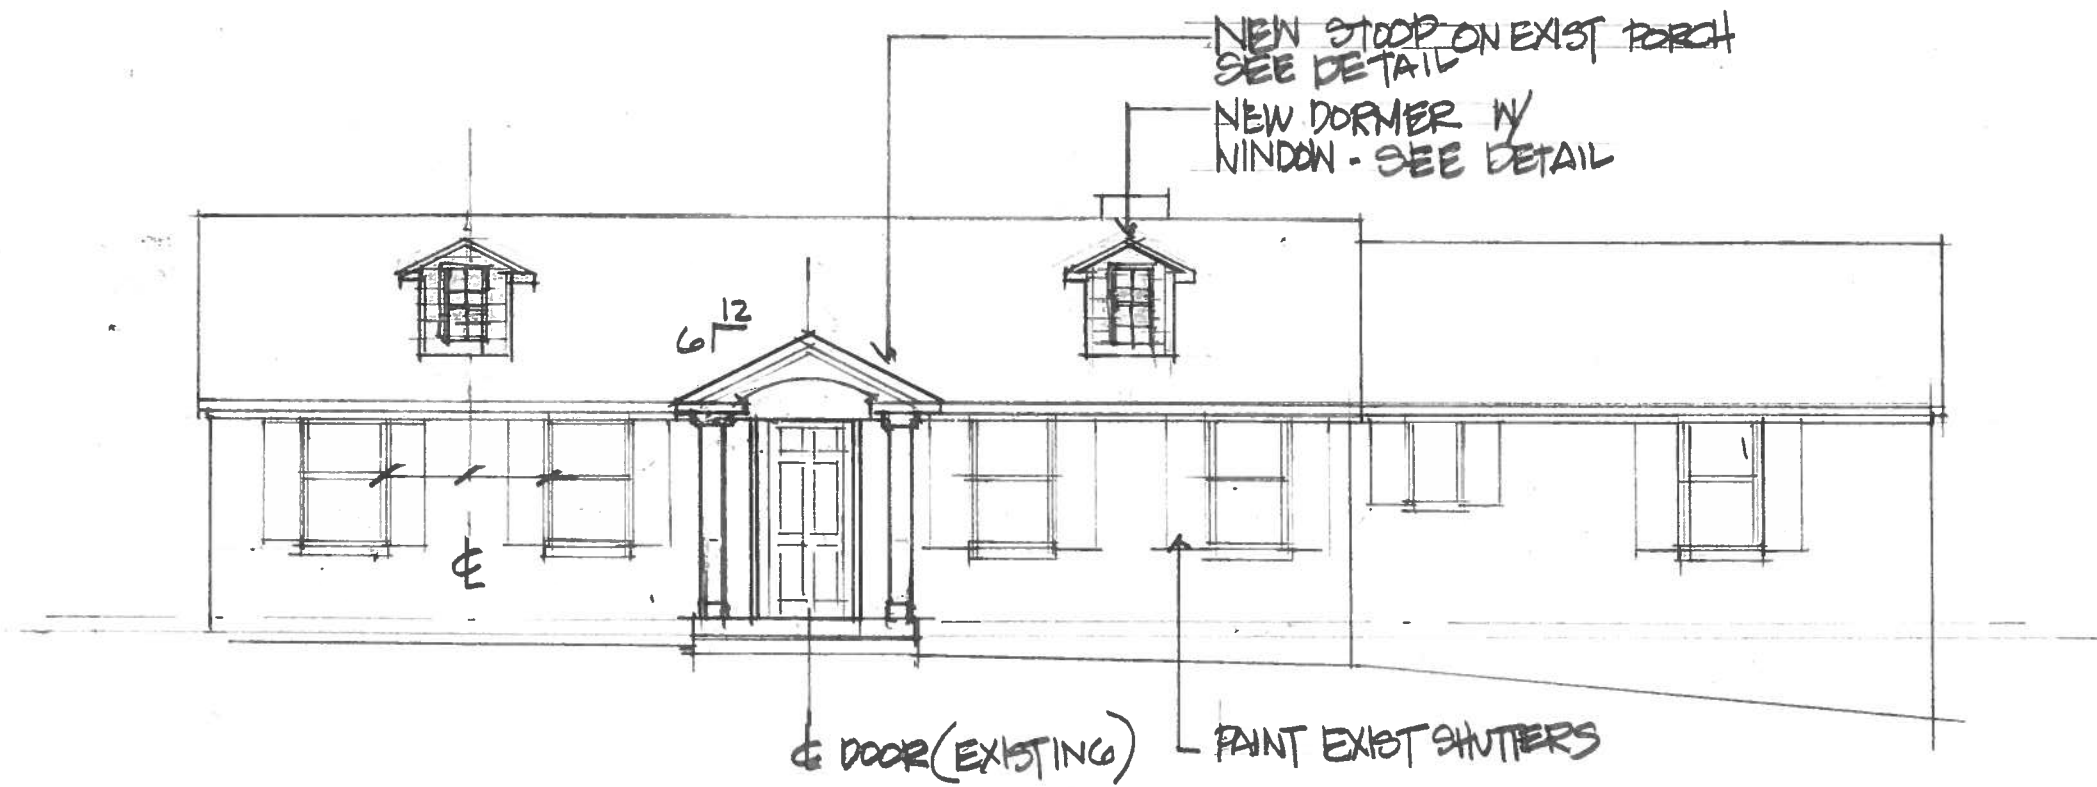 NEW STOOP ON EXIST PORCH
SEE DETAIL
NEW DORMER W/
WINDOW - SEE DETAIL
12
6
℄
℄ DOOR (EXISTING)
PAINT EXIST SHUTTERS